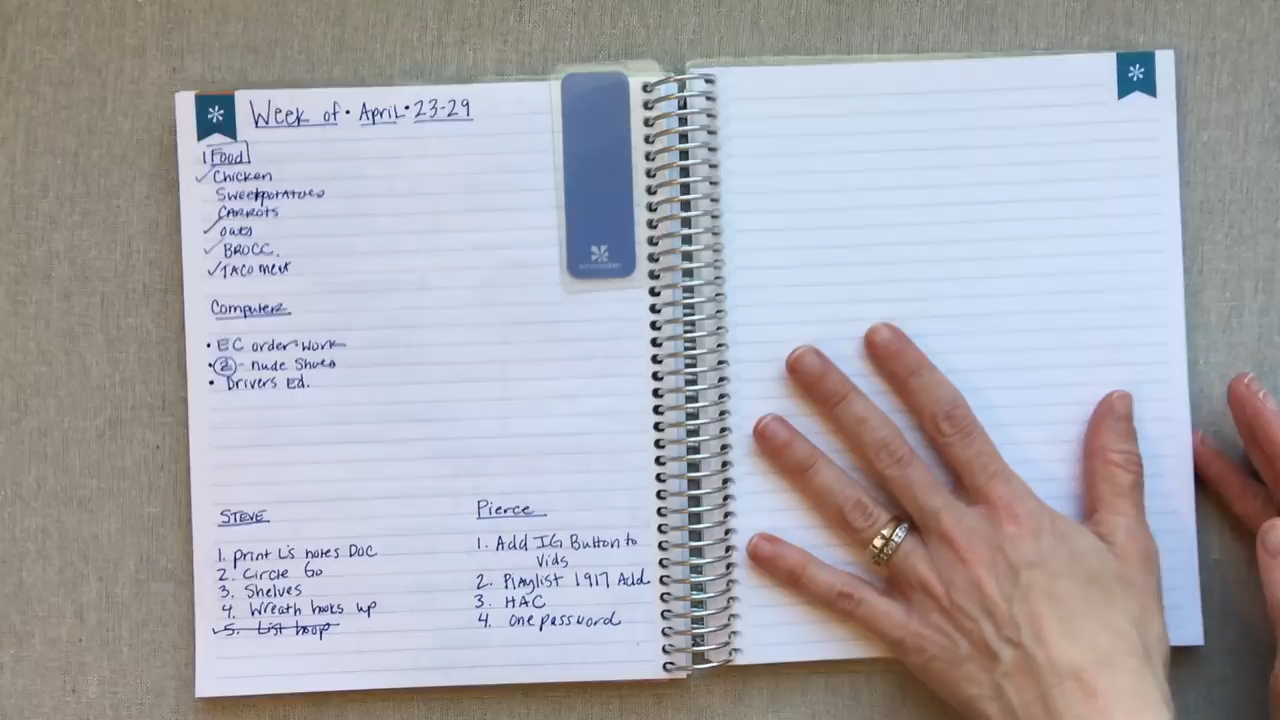 Week of • April • 23-29
Food
Chicken
Sweetpotatoes
CARROTS
oats
BROCC.
TACO meat
Computer
• EC order work
• 2 - nude Shoes
• Drivers Ed.
STEVE
1. print L's notes Doc
2. Circle Go
3. Shelves
4. Wreath hooks up
5. List hoop
Pierce
1. Add IG Button to
Vids
2. Playlist 1917 Add
3. HAC
4. one password